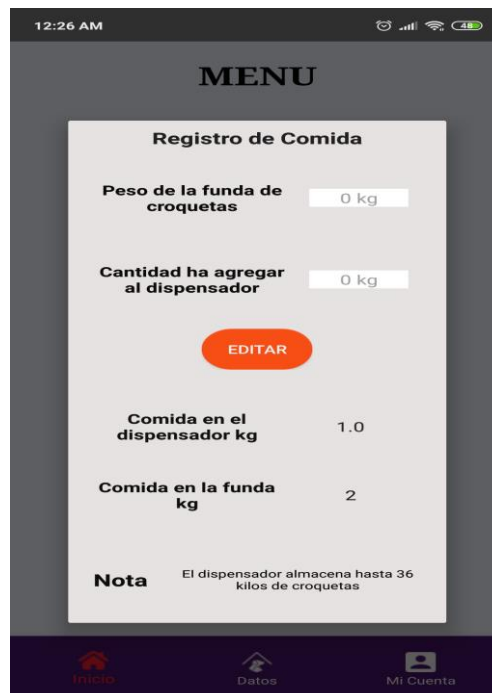 12:26 AM
48
MENU
Registro de Comida
Peso de la funda de
croquetas
0 kg
Cantidad ha agregar
al dispensador
0 kg
EDITAR
Comida en el
dispensador kg
1.0
Comida en la funda
kg
2
Nota
El dispensador almacena hasta 36
kilos de croquetas
Inicio
Datos
Mi Cuenta